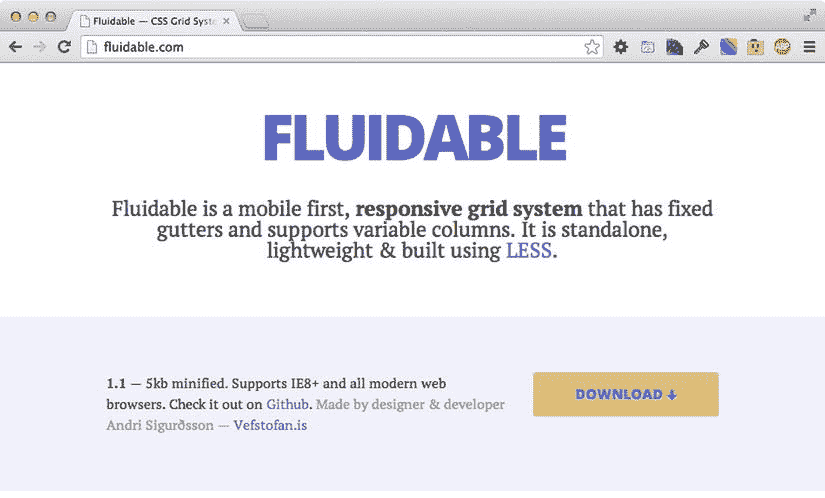 Fluidable — CSS Grid Syst
fluidable.com
FLUIDABLE
Fluidable is a mobile first, responsive grid system that has fixed
gutters and supports variable columns. It is standalone,
lightweight & built using LESS.
1.1 — 5kb minified. Supports IE8+ and all modern web
browsers. Check it out on Github. Made by designer & developer
Andri Sigurðsson — Vefstofan.is
DOWNLOAD